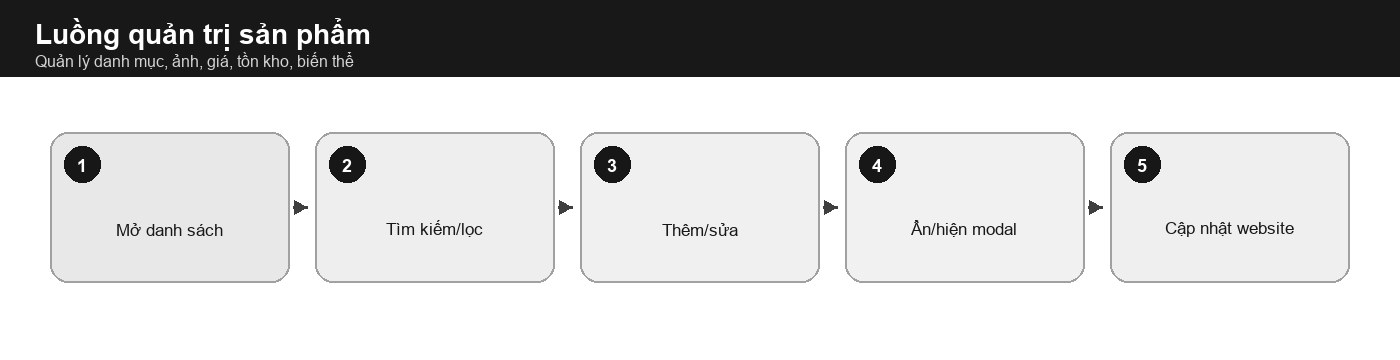 Luồng quản trị sản phẩm
Quản lý danh mục, ảnh, giá, tồn kho, biến thể
1
Mở danh sách
2
Tìm kiếm/lọc
3
Thêm/sửa
4
Ẩn/hiện modal
5
Cập nhật website